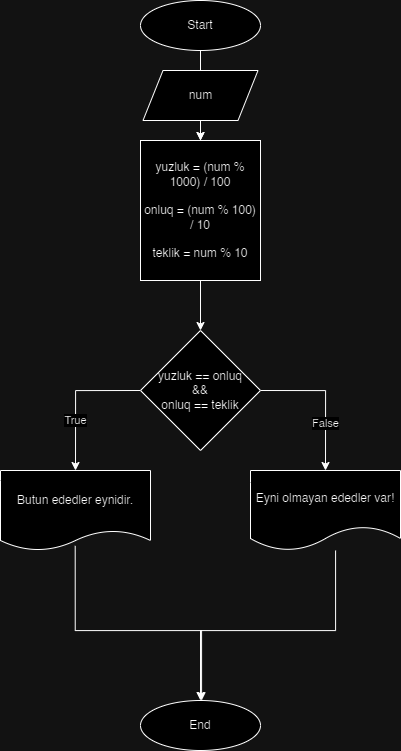 Start
num
yuzluk = (num %
1000) / 100
onluq = (num % 100)
/ 10
teklik = num % 10
yuzluk == onluq
&&
onluq == teklik
True
False
Butun ededler eynidir.
Eyni olmayan ededler var!
End